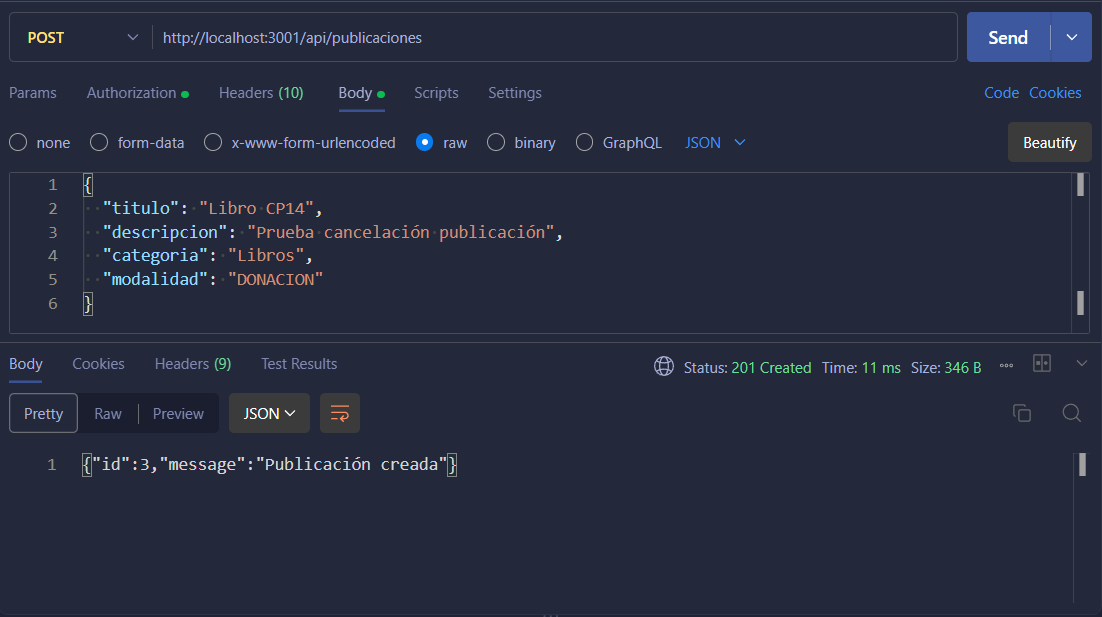 POST http://localhost:3001/api/publicaciones Send
Params Authorization Headers (10) Body Scripts Settings Code Cookies
none form-data x-www-form-urlencoded raw binary GraphQL JSON Beautify
1 {
2 "titulo": "Libro CP14",
3 "descripcion": "Prueba cancelación publicación",
4 "categoria": "Libros",
5 "modalidad": "DONACION"
6 }
Body Cookies Headers (9) Test Results Status: 201 Created Time: 11 ms Size: 346 B
Pretty Raw Preview JSON
1 {"id":3,"message":"Publicación creada"}